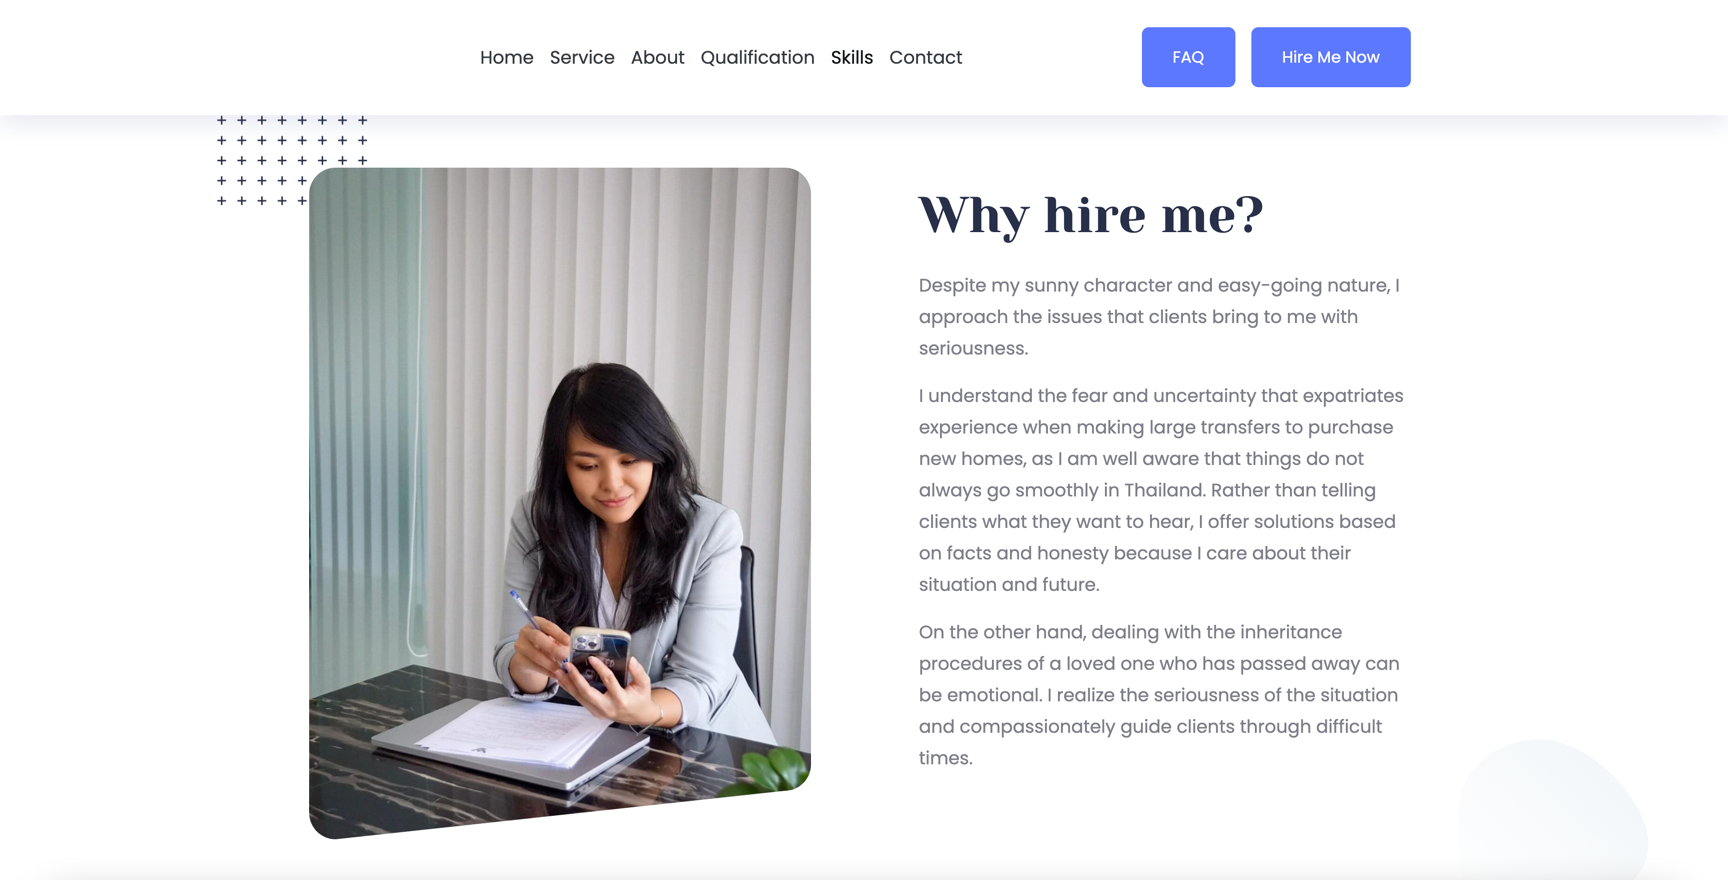 Home Service About Qualification Skills Contact FAQ Hire Me Now
Why hire me?
Despite my sunny character and easy-going nature, I
approach the issues that clients bring to me with
seriousness.
I understand the fear and uncertainty that expatriates
experience when making large transfers to purchase
new homes, as I am well aware that things do not
always go smoothly in Thailand. Rather than telling
clients what they want to hear, I offer solutions based
on facts and honesty because I care about their
situation and future.
On the other hand, dealing with the inheritance
procedures of a loved one who has passed away can
be emotional. I realize the seriousness of the situation
and compassionately guide clients through difficult
times.